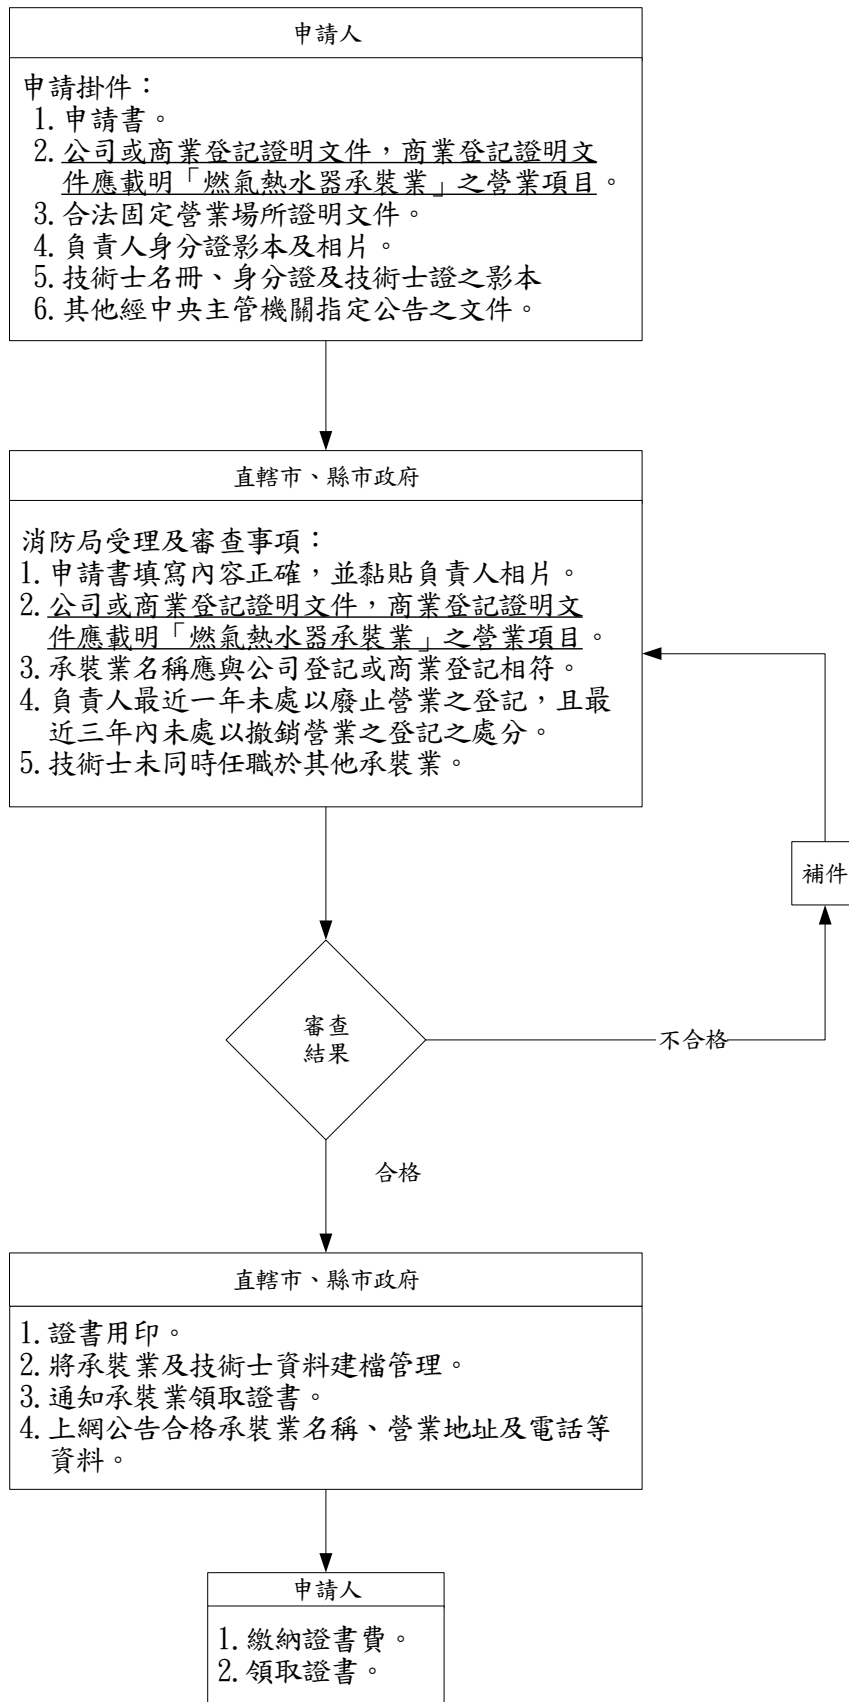 申請人
申請掛件：
1.申請書。
2.公司或商業登記證明文件，商業登記證明文
件應載明「燃氣熱水器承裝業」之營業項目。
3.合法固定營業場所證明文件。
4.負責人身分證影本及相片。
5.技術士名冊、身分證及技術士證之影本
6.其他經中央主管機關指定公告之文件。
直轄市、縣市政府
消防局受理及審查事項：
1.申請書填寫內容正確，並黏貼負責人相片。
2.公司或商業登記證明文件，商業登記證明文
件應載明「燃氣熱水器承裝業」之營業項目。
3.承裝業名稱應與公司登記或商業登記相符。
4.負責人最近一年未處以廢止營業之登記，且最
近三年內未處以撤銷營業之登記之處分。
5.技術士未同時任職於其他承裝業。
補件
審查
結果
不合格
合格
直轄市、縣市政府
1.證書用印。
2.將承裝業及技術士資料建檔管理。
3.通知承裝業領取證書。
4.上網公告合格承裝業名稱、營業地址及電話等
資料。
申請人
1.繳納證書費。
2.領取證書。